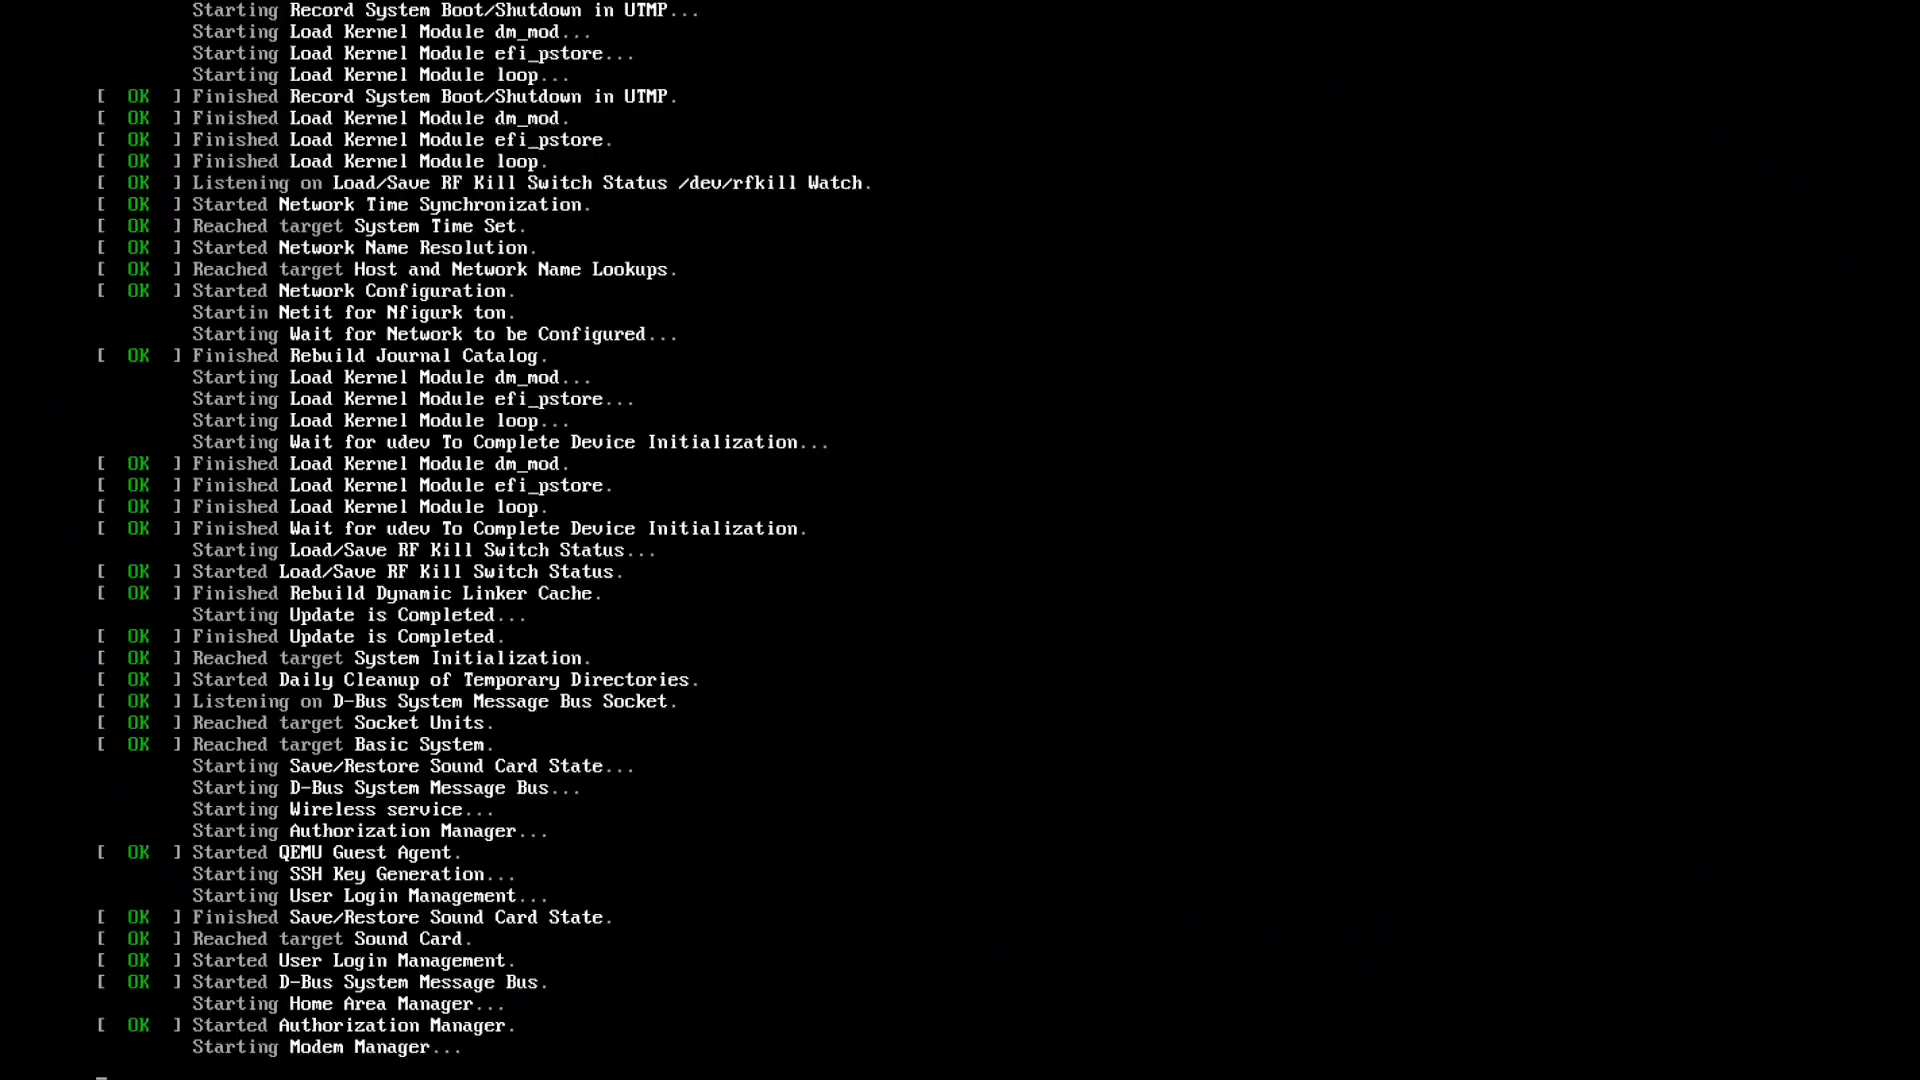 Starting Record System Boot/Shutdown in UTMP...
Starting Load Kernel Module dm_mod...
Starting Load Kernel Module efi_pstore...
Starting Load Kernel Module loop...
[  OK  ] Finished Record System Boot/Shutdown in UTMP.
[  OK  ] Finished Load Kernel Module dm_mod.
[  OK  ] Finished Load Kernel Module efi_pstore.
[  OK  ] Finished Load Kernel Module loop.
[  OK  ] Listening on Load/Save RF Kill Switch Status /dev/rfkill Watch.
[  OK  ] Started Network Time Synchronization.
[  OK  ] Reached target System Time Set.
[  OK  ] Started Network Name Resolution.
[  OK  ] Reached target Host and Network Name Lookups.
[  OK  ] Started Network Configuration.
Startin Netit for Nfigurk ton.
Starting Wait for Network to be Configured...
[  OK  ] Finished Rebuild Journal Catalog.
Starting Load Kernel Module dm_mod...
Starting Load Kernel Module efi_pstore...
Starting Load Kernel Module loop...
Starting Wait for udev To Complete Device Initialization...
[  OK  ] Finished Load Kernel Module dm_mod.
[  OK  ] Finished Load Kernel Module efi_pstore.
[  OK  ] Finished Load Kernel Module loop.
[  OK  ] Finished Wait for udev To Complete Device Initialization.
Starting Load/Save RF Kill Switch Status...
[  OK  ] Started Load/Save RF Kill Switch Status.
[  OK  ] Finished Rebuild Dynamic Linker Cache.
Starting Update is Completed...
[  OK  ] Finished Update is Completed.
[  OK  ] Reached target System Initialization.
[  OK  ] Started Daily Cleanup of Temporary Directories.
[  OK  ] Listening on D-Bus System Message Bus Socket.
[  OK  ] Reached target Socket Units.
[  OK  ] Reached target Basic System.
Starting Save/Restore Sound Card State...
Starting D-Bus System Message Bus...
Starting Wireless service...
Starting Authorization Manager...
[  OK  ] Started QEMU Guest Agent.
Starting SSH Key Generation...
Starting User Login Management...
[  OK  ] Finished Save/Restore Sound Card State.
[  OK  ] Reached target Sound Card.
[  OK  ] Started User Login Management.
[  OK  ] Started D-Bus System Message Bus.
Starting Home Area Manager...
[  OK  ] Started Authorization Manager.
Starting Modem Manager...